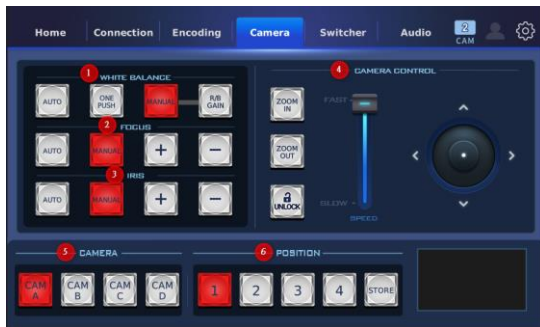 Home Connection Encoding Camera Switcher Audio 2 CAM
1 WHITE BALANCE
AUTO ONE PUSH MANUAL R/B GAIN
2 FOCUS
AUTO MANUAL + −
3 IRIS
AUTO MANUAL + −
4 CAMERA CONTROL
ZOOM IN
FAST
ZOOM OUT
UNLOCK
SLOW
SPEED
5 CAMERA
CAM A CAM B CAM C CAM D
6 POSITION
1 2 3 4 STORE